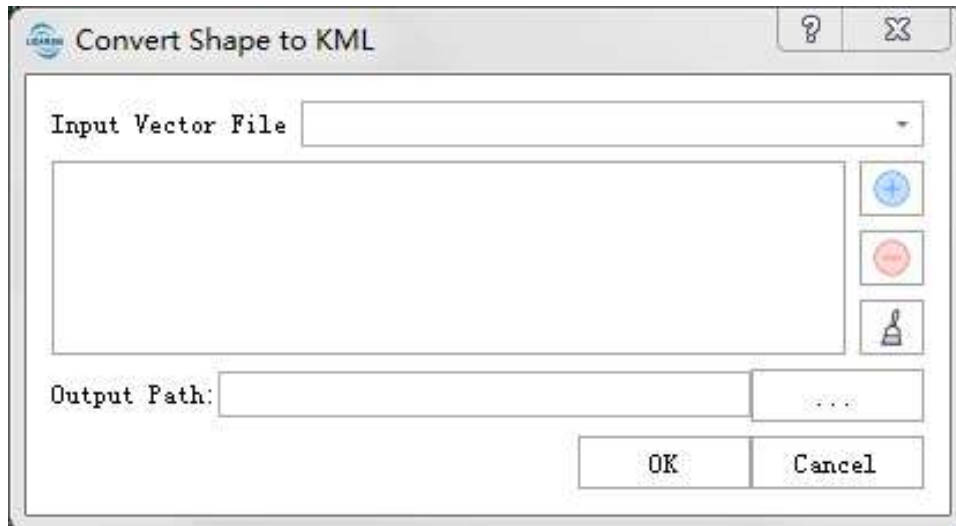 Convert Shape to KML
?
Input Vector File
Output Path:
...
OK
Cancel